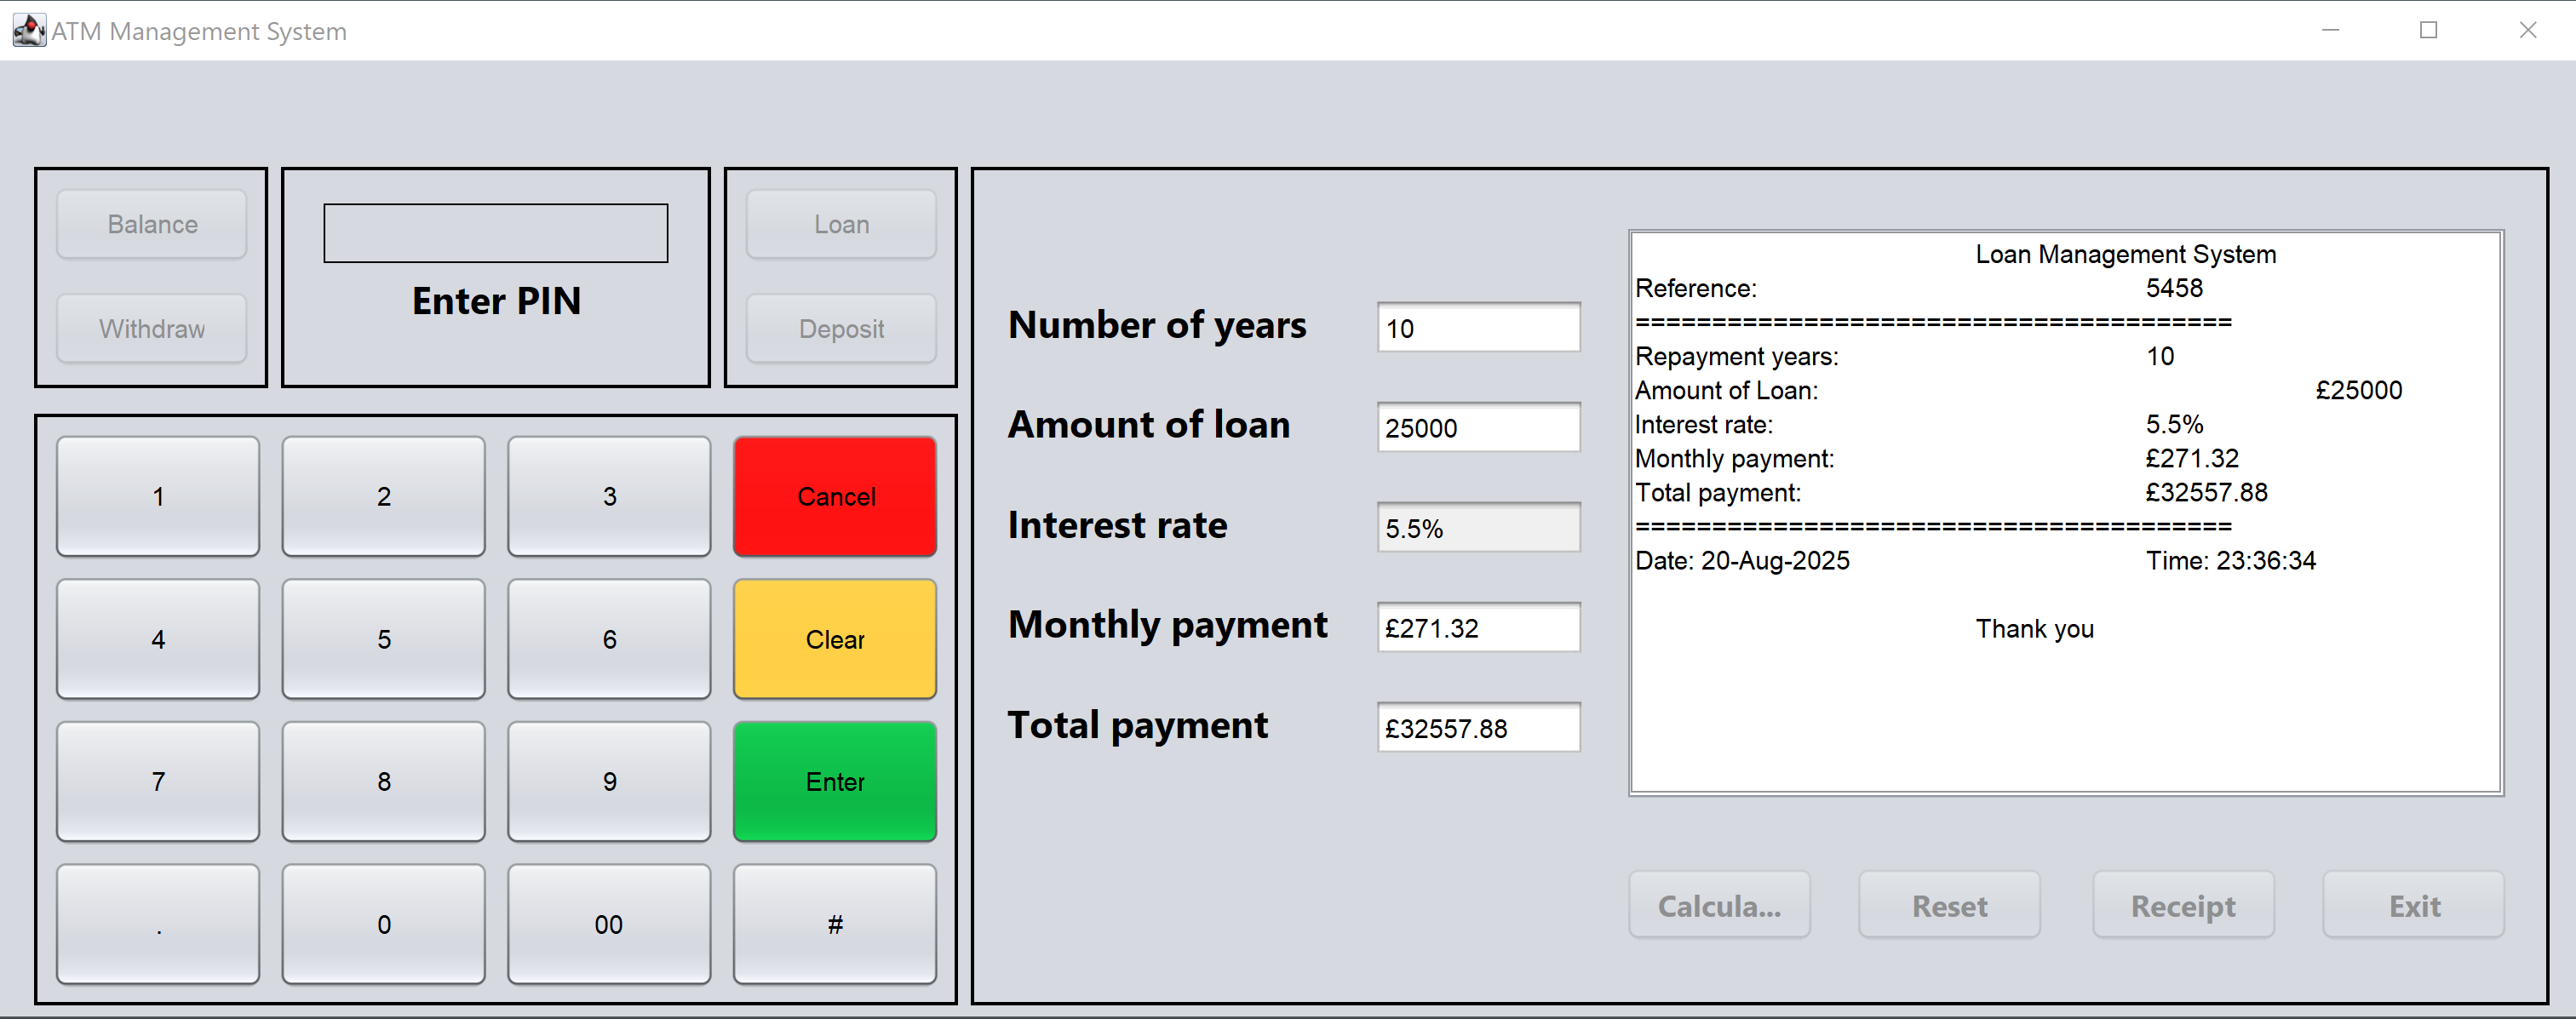 ATM Management System
Balance
Withdraw
Enter PIN
Loan
Deposit
1 2 3 Cancel
4 5 6 Clear
7 8 9 Enter
. 0 00 #
Number of years 10
Amount of loan 25000
Interest rate 5.5%
Monthly payment £271.32
Total payment £32557.88
Loan Management System
Reference: 5458
=======================================
Repayment years: 10
Amount of Loan: £25000
Interest rate: 5.5%
Monthly payment: £271.32
Total payment: £32557.88
=======================================
Date: 20-Aug-2025 Time: 23:36:34
Thank you
Calcula... Reset Receipt Exit